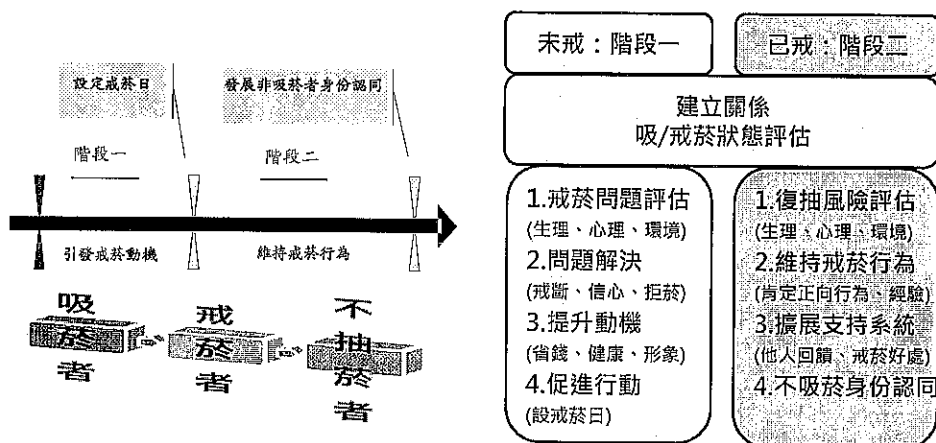 設定戒菸日
發展非吸菸者身份認同
階段一
階段二
引發戒菸動機
維持戒菸行為
吸菸者
戒菸者
不抽菸者
未戒：階段一
已戒：階段二
建立關係
吸/戒菸狀態評估
1.戒菸問題評估
(生理、心理、環境)
2.問題解決
(戒斷、信心、拒菸)
3.提升動機
(省錢、健康、形象)
4.促進行動
(設戒菸日)
1.復抽風險評估
(生理、心理、環境)
2.維持戒菸行為
(肯定正向行為、經驗)
3.擴展支持系統
(他人回饋、戒菸好處)
4.不吸菸身份認同